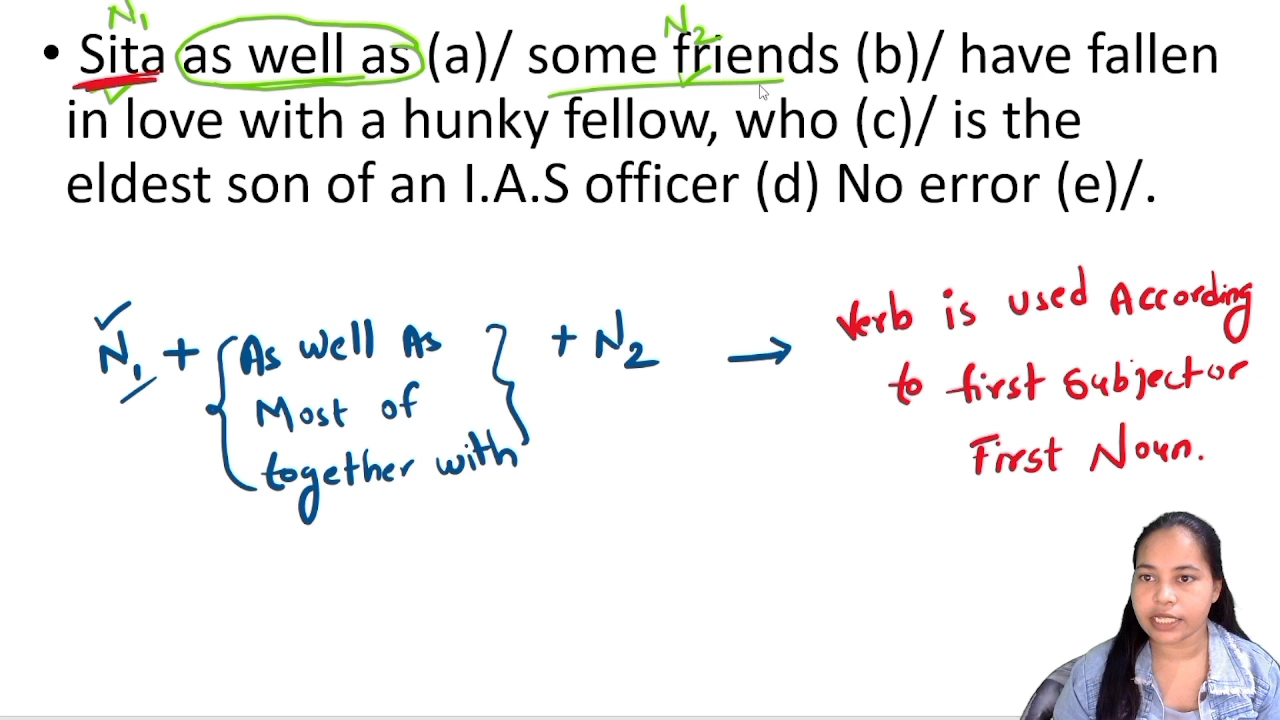 N1 N2
• Sita as well as (a)/ some friends (b)/ have fallen
in love with a hunky fellow, who (c)/ is the
eldest son of an I.A.S officer (d) No error (e)/.
N1 + { As well As } + N2 → Verb is used According
Most of to first Subject or
together with First Noun.